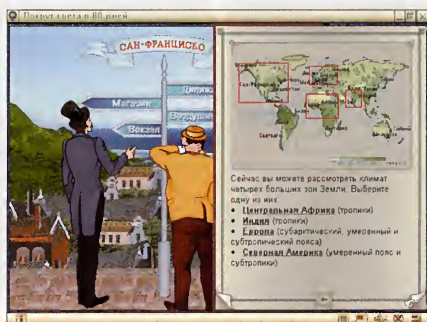 Вокруг света в 80 дней
САН-ФРАНЦИСКО
Магазин
Вокзал
Сейчас вы можете рассмотреть климат
четырех больших зон Земли. Выберите
одну из них:
• Центральная Африка (тропики)
• Индия (тропики)
• Европа (субарктический, умеренный и
субтропический пояса)
• Северная Америка (умеренный пояс и
субтропики)